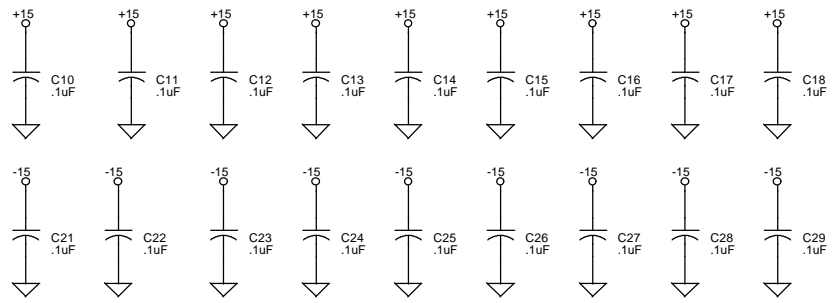 +15 +15 +15 +15 +15 +15 +15 +15 +15
C10 C11 C12 C13 C14 C15 C16 C17 C18
.1uF .1uF .1uF .1uF .1uF .1uF .1uF .1uF .1uF
-15 -15 -15 -15 -15 -15 -15 -15 -15
C21 C22 C23 C24 C25 C26 C27 C28 C29
.1uF .1uF .1uF .1uF .1uF .1uF .1uF .1uF .1uF